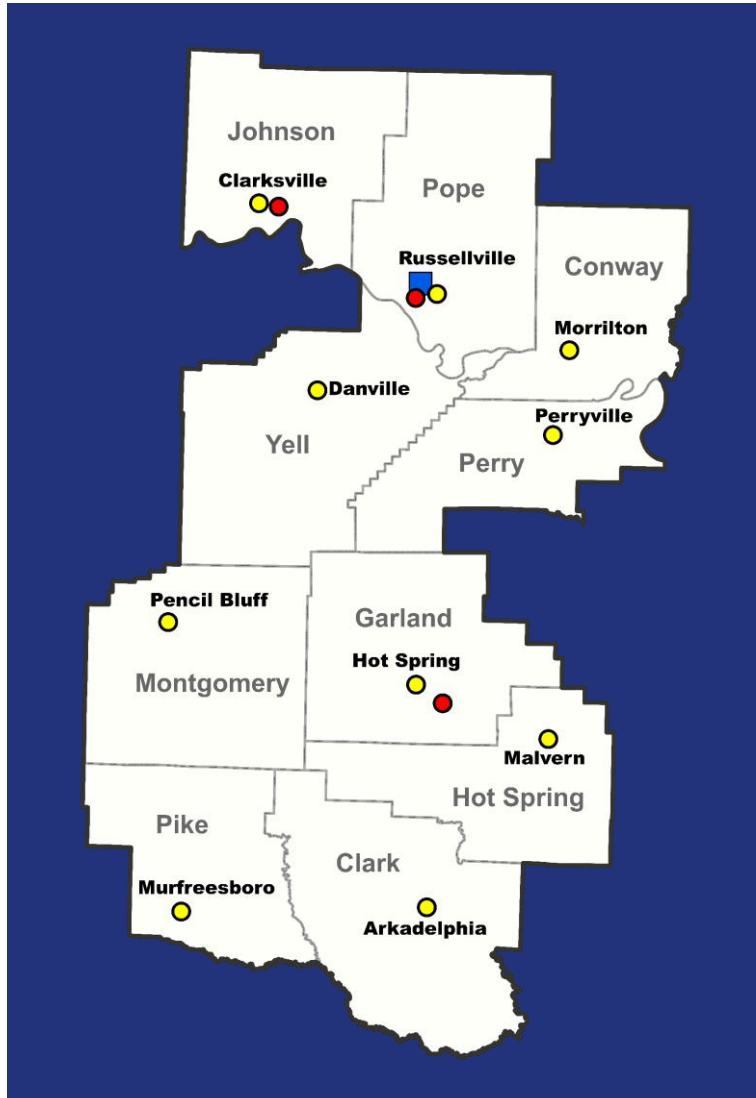 Johnson
Clarksville
Pope
Russellville
Conway
Morrilton
Danville
Perryville
Yell
Perry
Pencil Bluff
Garland
Hot Spring
Montgomery
Malvern
Hot Spring
Pike
Clark
Murfreesboro
Arkadelphia